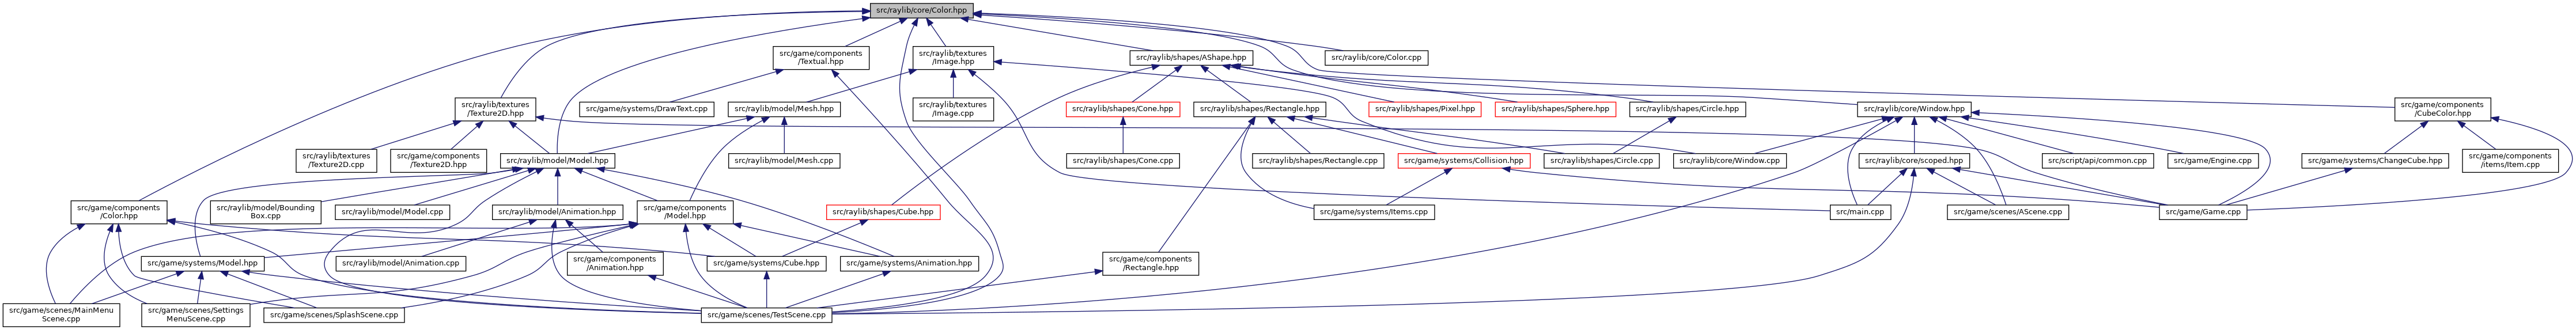 src/raylib/core/Color.hpp
src/game/components
/Textual.hpp
src/raylib/textures
/Image.hpp
src/raylib/shapes/AShape.hpp
src/raylib/core/Color.cpp
src/raylib/textures
/Texture2D.hpp
src/game/systems/DrawText.cpp
src/raylib/model/Mesh.hpp
src/raylib/textures
/Image.cpp
src/raylib/shapes/Cone.hpp
src/raylib/shapes/Rectangle.hpp
src/raylib/shapes/Pixel.hpp
src/raylib/shapes/Sphere.hpp
src/raylib/shapes/Circle.hpp
src/raylib/core/Window.hpp
src/game/components
/CubeColor.hpp
src/raylib/textures
/Texture2D.cpp
src/game/components
/Texture2D.hpp
src/raylib/model/Model.hpp
src/raylib/model/Mesh.cpp
src/raylib/shapes/Cone.cpp
src/raylib/shapes/Rectangle.cpp
src/game/systems/Collision.hpp
src/raylib/shapes/Circle.cpp
src/raylib/core/Window.cpp
src/raylib/core/scoped.hpp
src/script/api/common.cpp
src/game/Engine.cpp
src/game/systems/ChangeCube.hpp
src/game/components
/items/Item.cpp
src/game/components
/Color.hpp
src/raylib/model/Bounding
Box.cpp
src/raylib/model/Model.cpp
src/raylib/model/Animation.hpp
src/game/components
/Model.hpp
src/raylib/shapes/Cube.hpp
src/game/systems/Items.cpp
src/main.cpp
src/game/scenes/AScene.cpp
src/game/Game.cpp
src/game/systems/Model.hpp
src/raylib/model/Animation.cpp
src/game/components
/Animation.hpp
src/game/systems/Cube.hpp
src/game/systems/Animation.hpp
src/game/components
/Rectangle.hpp
src/game/scenes/MainMenu
Scene.cpp
src/game/scenes/Settings
MenuScene.cpp
src/game/scenes/SplashScene.cpp
src/game/scenes/TestScene.cpp